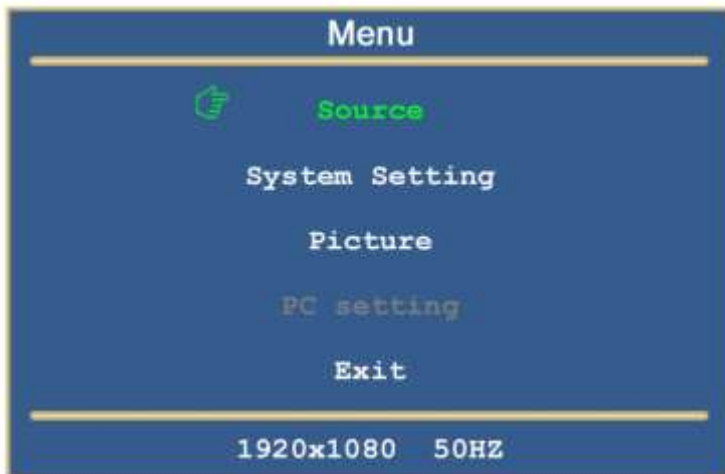 Menu
Source
System Setting
Picture
PC setting
Exit
1920x1080 50HZ